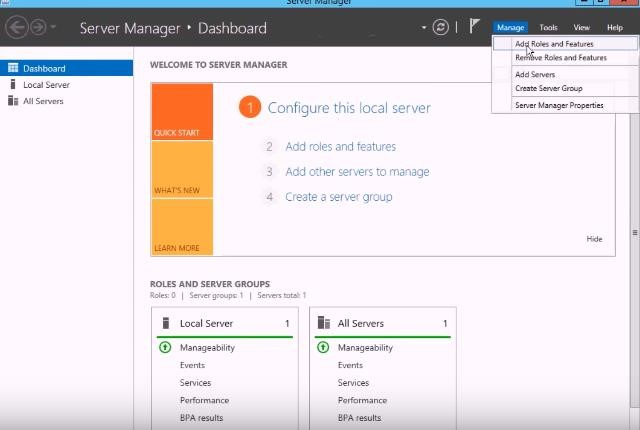 Server Manager
Server Manager • Dashboard
Manage Tools View Help
Add Roles and Features
Remove Roles and Features
Add Servers
Create Server Group
Server Manager Properties
Dashboard
Local Server
All Servers
WELCOME TO SERVER MANAGER
QUICK START
WHAT'S NEW
LEARN MORE
1 Configure this local server
2 Add roles and features
3 Add other servers to manage
4 Create a server group
Hide
ROLES AND SERVER GROUPS
Roles: 0 | Server groups: 1 | Servers total: 1
Local Server 1
Manageability
Events
Services
Performance
BPA results
All Servers 1
Manageability
Events
Services
Performance
BPA results